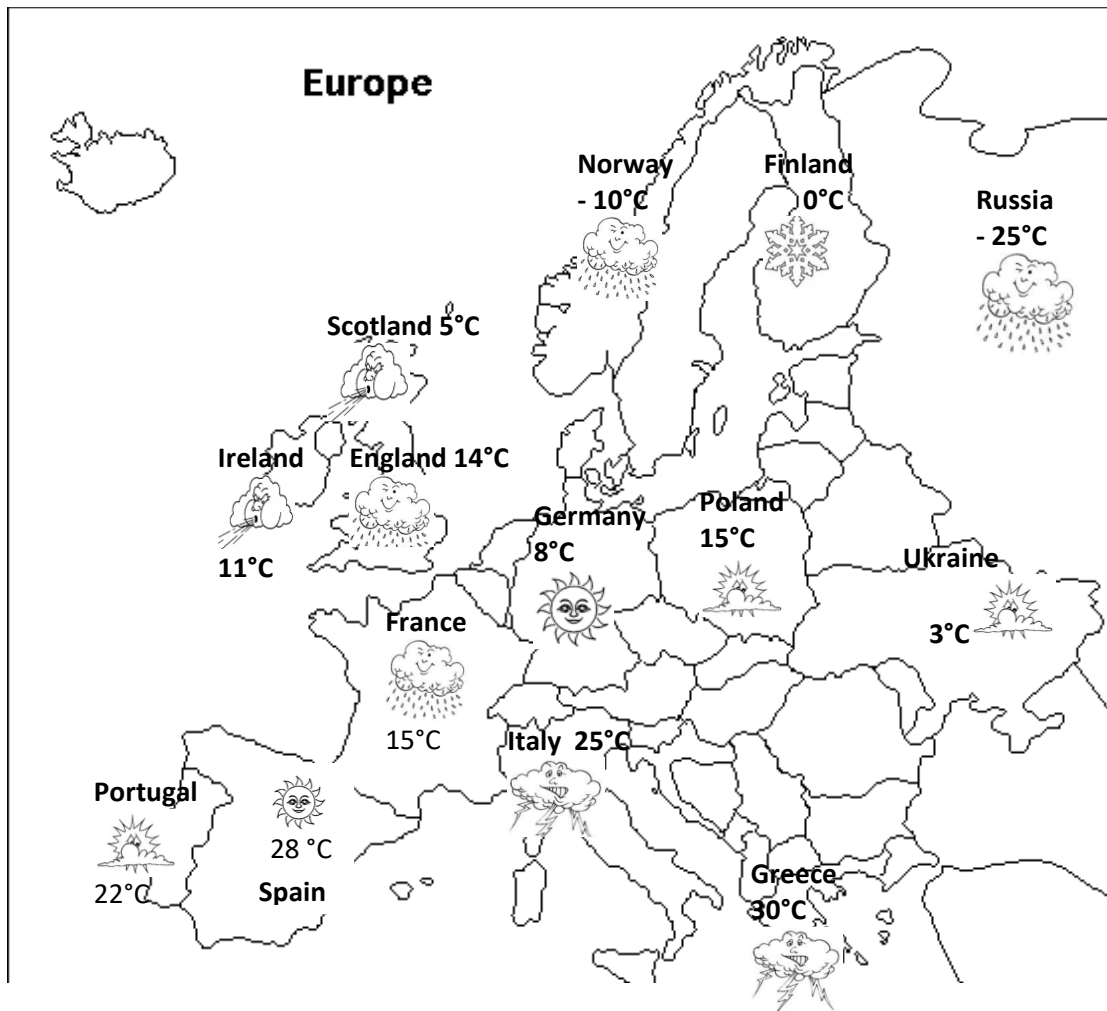 Europe
Norway
- 10°C
Finland
0°C
Russia
- 25°C
Scotland 5°C
Ireland
11°C
England 14°C
Germany
8°C
Poland
15°C
Ukraine
3°C
France
15°C
Italy 25°C
Portugal
22°C
28 °C
Spain
Greece
30°C